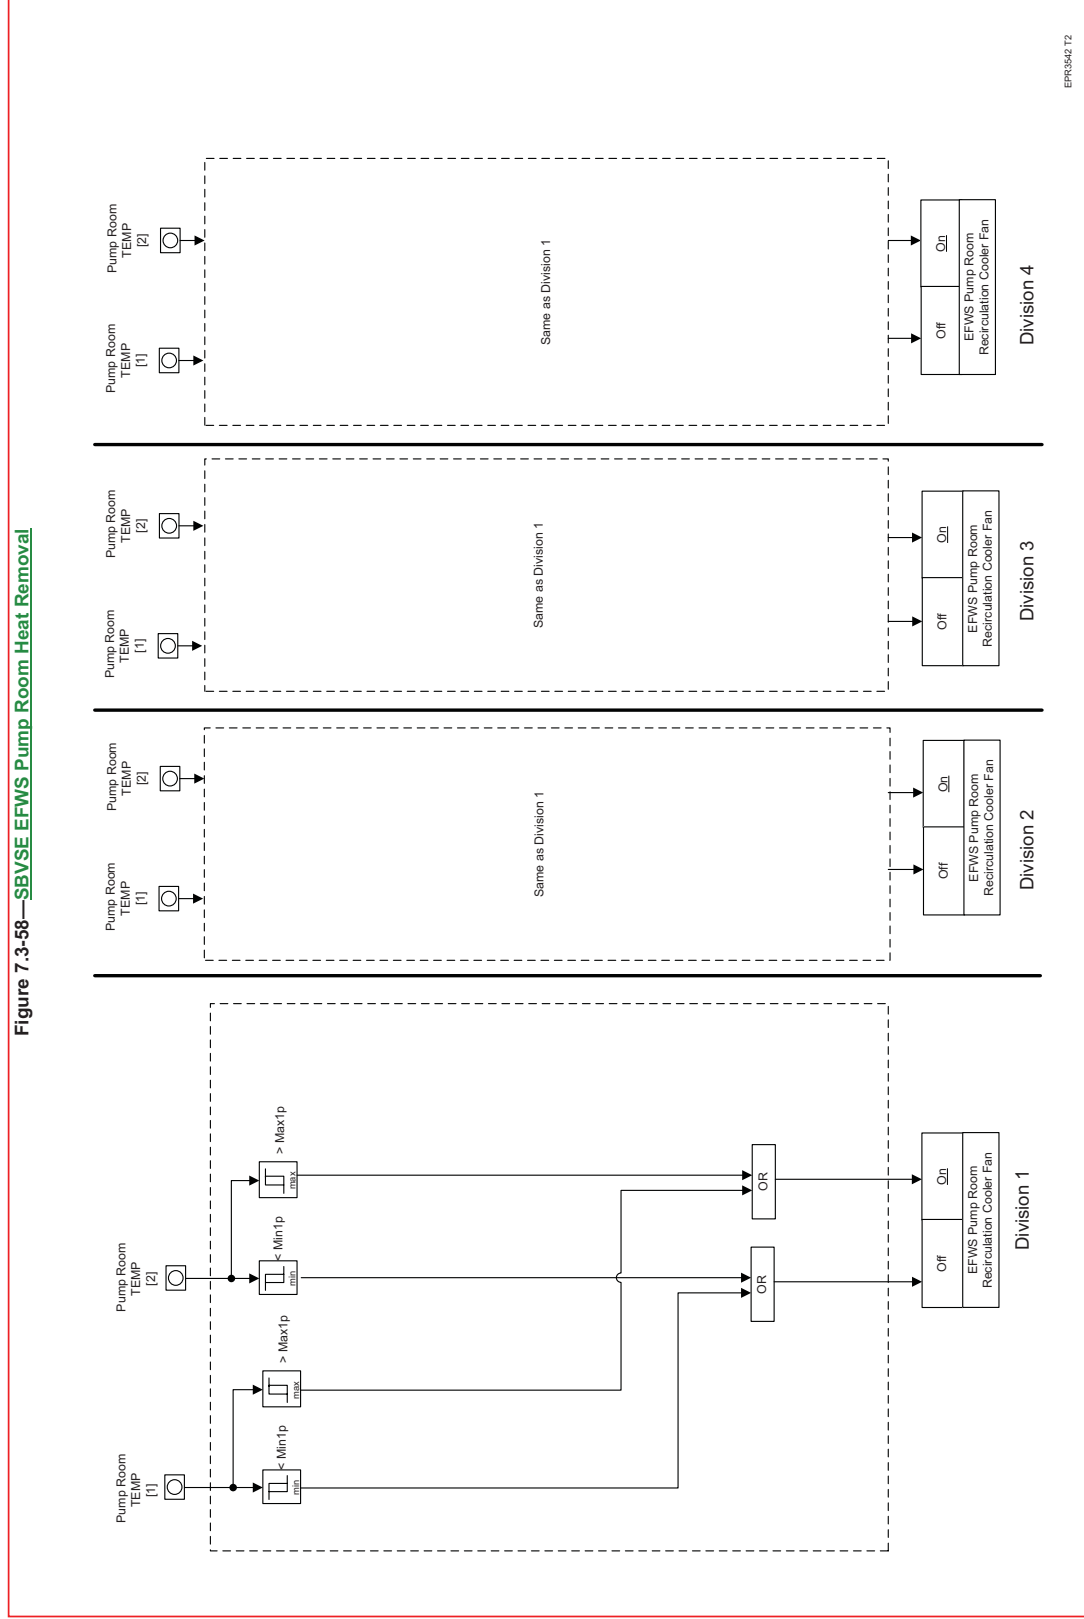 Figure 7.3-58—SBVSE EFWS Pump Room Heat Removal
Pump Room
TEMP
[1]
Pump Room
TEMP
[2]
< Min1p
min
> Max1p
max
< Min1p
min
> Max1p
max
OR
OR
Off
On
EFWS Pump Room
Recirculation Cooler Fan
Division 1
Pump Room
TEMP
[1]
Pump Room
TEMP
[2]
Same as Division 1
Off
On
EFWS Pump Room
Recirculation Cooler Fan
Division 2
Pump Room
TEMP
[1]
Pump Room
TEMP
[2]
Same as Division 1
Off
On
EFWS Pump Room
Recirculation Cooler Fan
Division 3
Pump Room
TEMP
[1]
Pump Room
TEMP
[2]
Same as Division 1
Off
On
EFWS Pump Room
Recirculation Cooler Fan
Division 4
EPR3542 T2